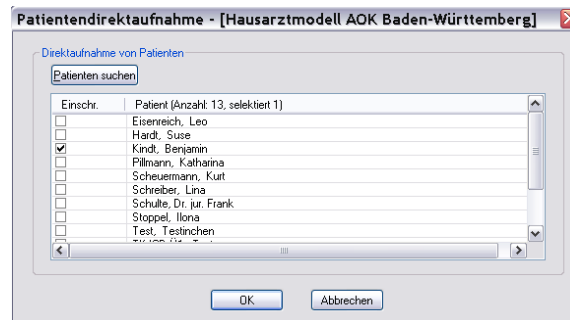 Patientendirektaufnahme - [Hausarztmodell AOK Baden-Württemberg]
Direktaufnahme von Patienten
Patienten suchen
Einschr. Patient (Anzahl: 13, selektiert 1)
Eisenreich, Leo
Hardt, Suse
Kindt, Benjamin
Pillmann, Katharina
Scheuermann, Kurt
Schreiber, Lina
Schulte, Dr. jur. Frank
Stoppel, Ilona
Test, Testinchen
OK Abbrechen